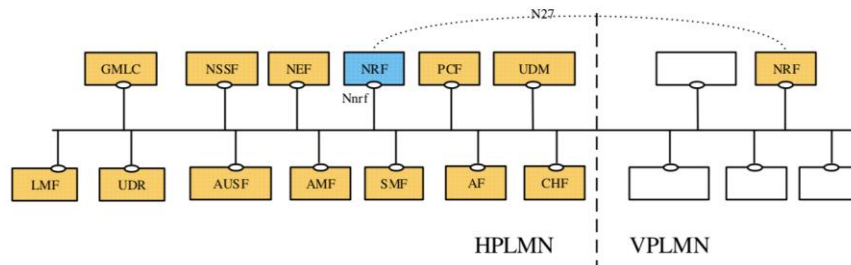 N27
GMLC
NSSF
NEF
NRF
PCF
UDM
NRF
Nnrf
LMF
UDR
AUSF
AMF
SMF
AF
CHF
HPLMN
VPLMN